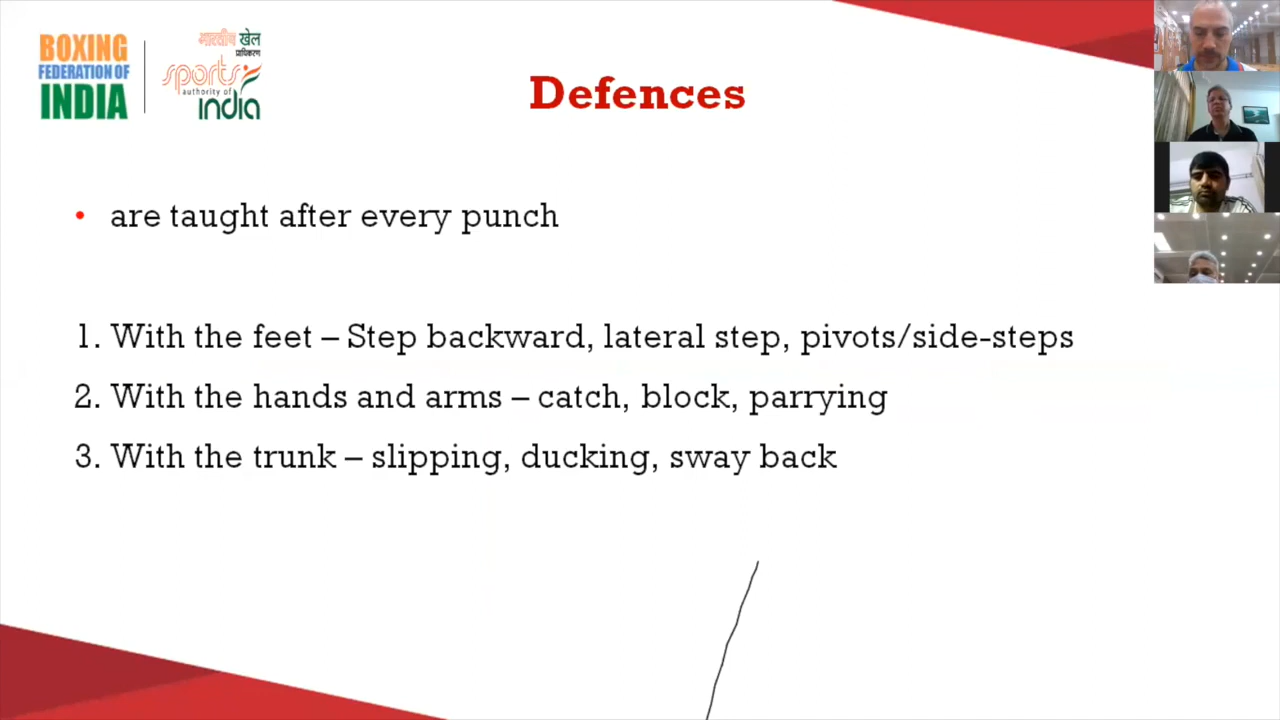 BOXING
FEDERATION OF
INDIA
भारतीय खेल
प्राधिकरण
sports
authority of
india
Defences
• are taught after every punch
1. With the feet – Step backward, lateral step, pivots/side-steps
2. With the hands and arms – catch, block, parrying
3. With the trunk – slipping, ducking, sway back